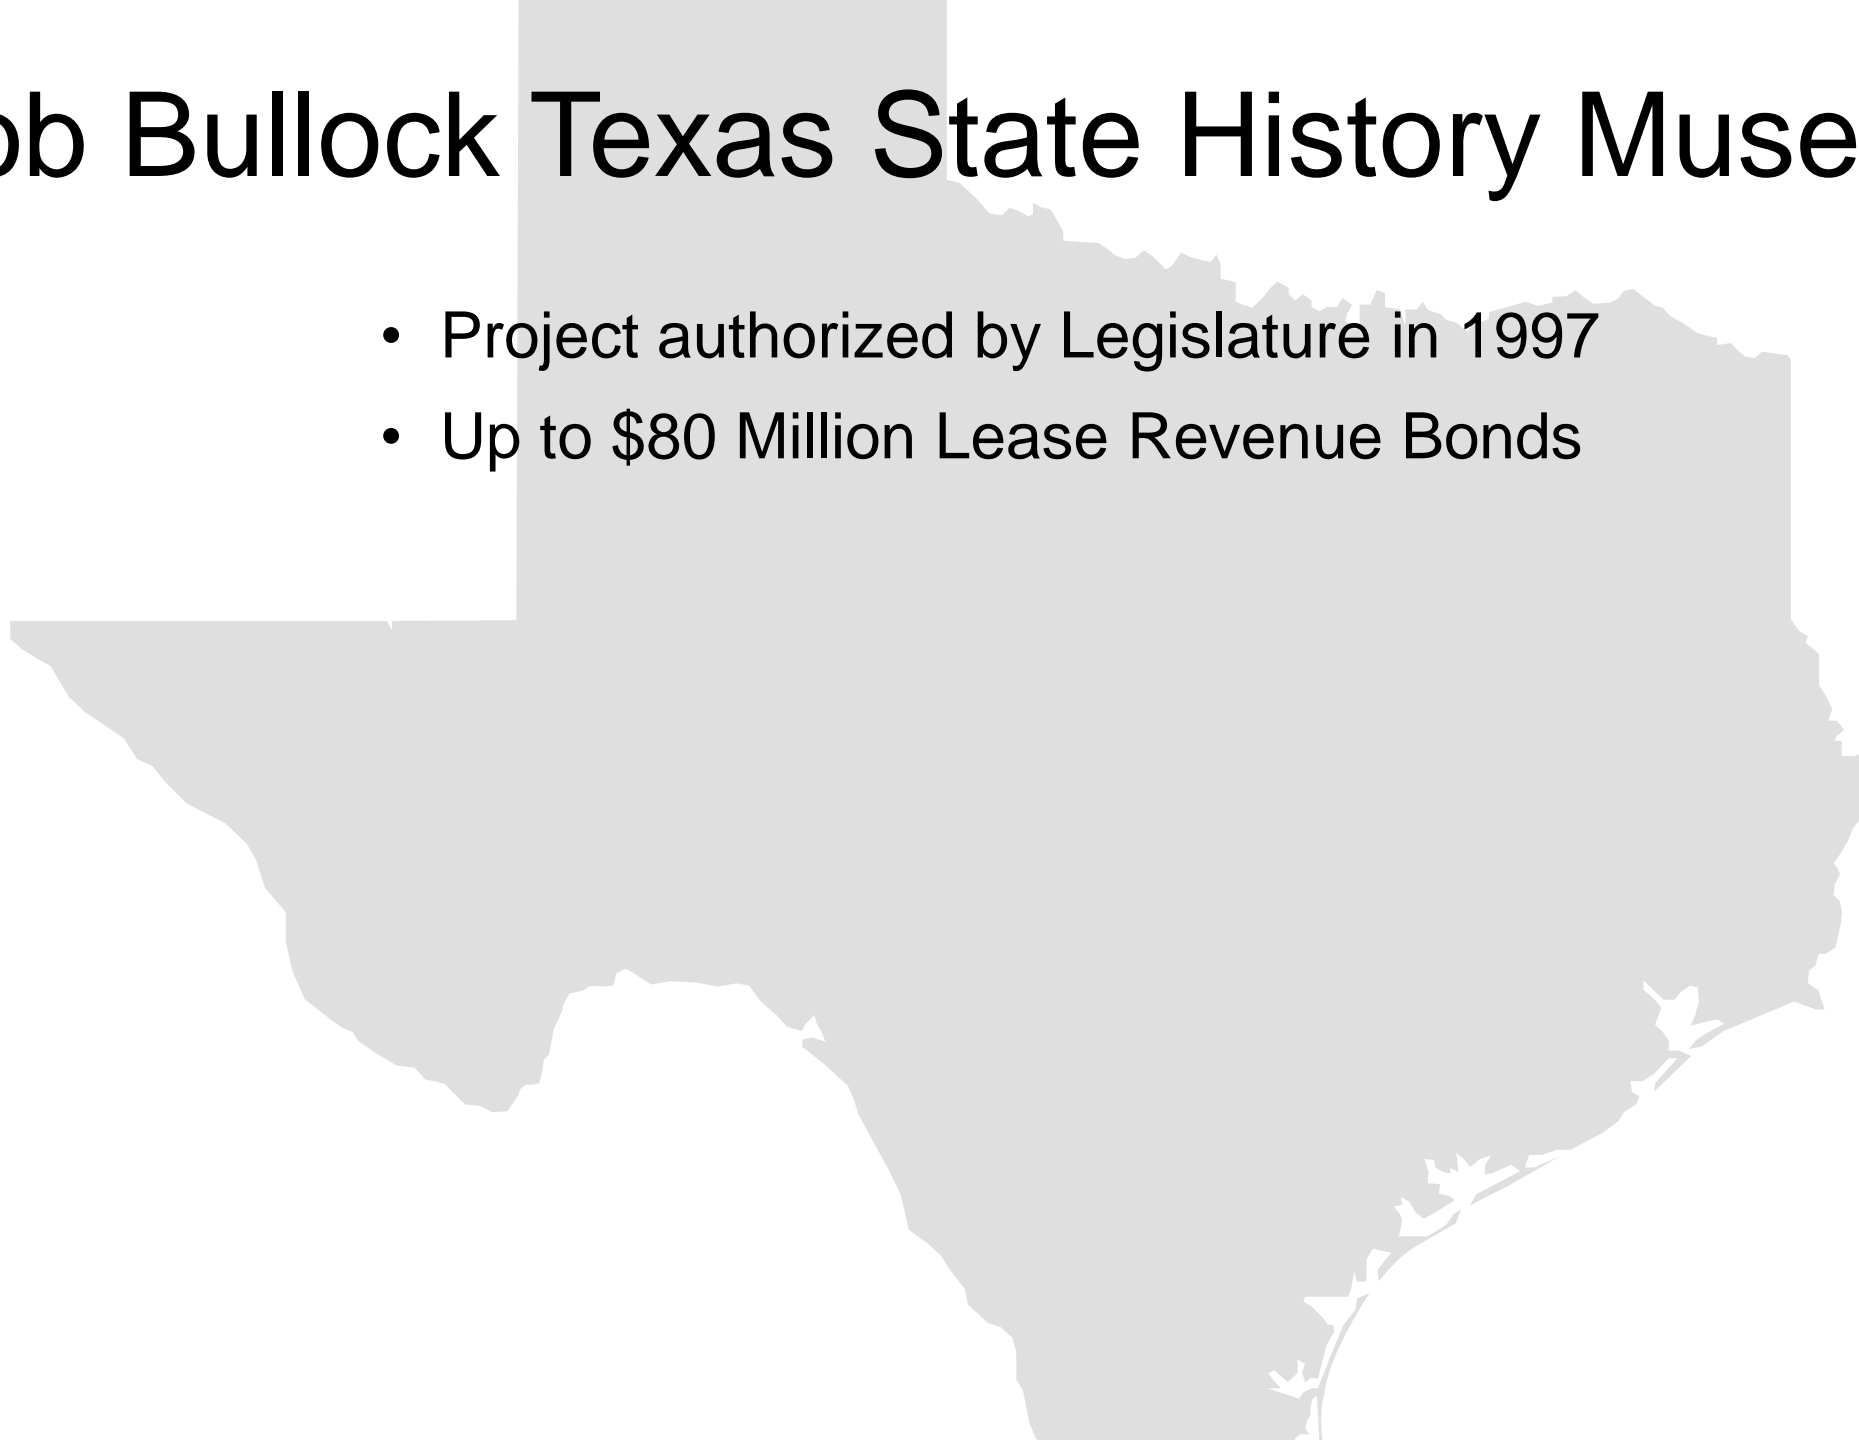 ob Bullock Texas State History Muse
• Project authorized by Legislature in 1997
• Up to $80 Million Lease Revenue Bonds